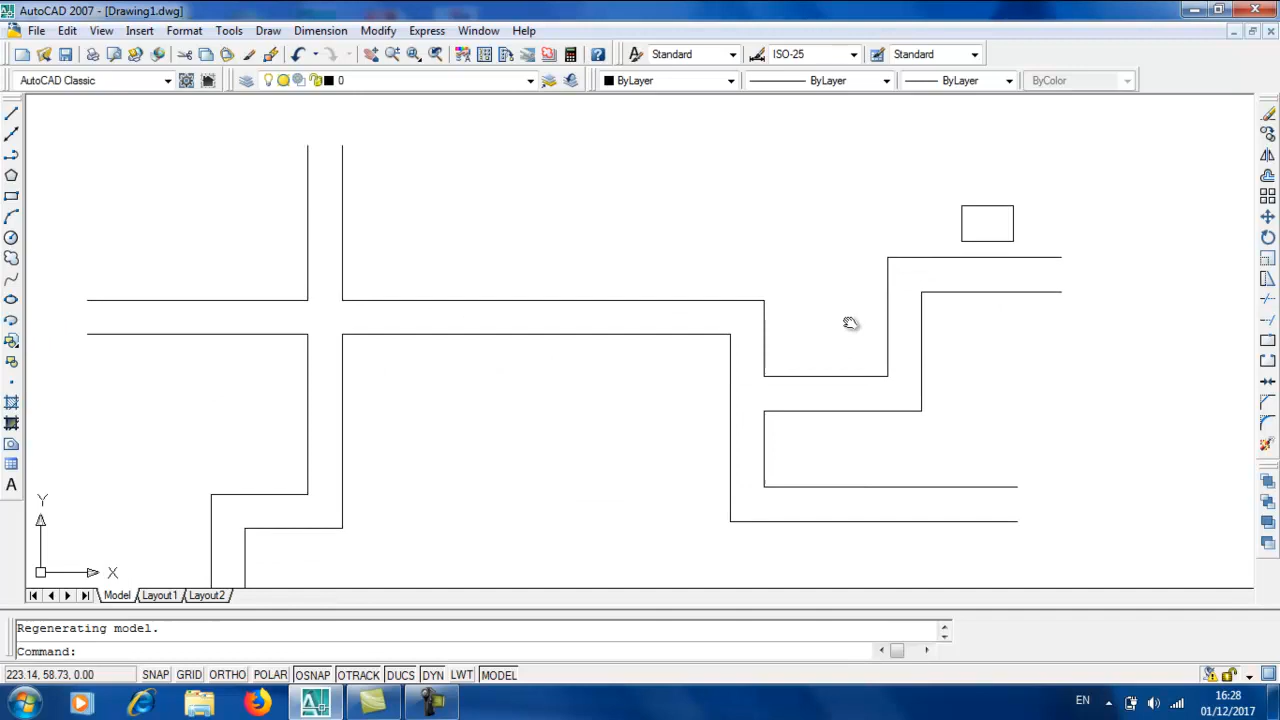 AutoCAD 2007 - [Drawing1.dwg]
File Edit View Insert Format Tools Draw Dimension Modify Express Window Help
Standard ISO-25 Standard
AutoCAD Classic 0 ByLayer ByLayer ByLayer ByColor
Y
X
Model Layout1 Layout2
Regenerating model.
Command:
223.14, 58.73, 0.00 SNAP GRID ORTHO POLAR OSNAP OTRACK DUCS DYN LWT MODEL
EN 16:28
01/12/2017